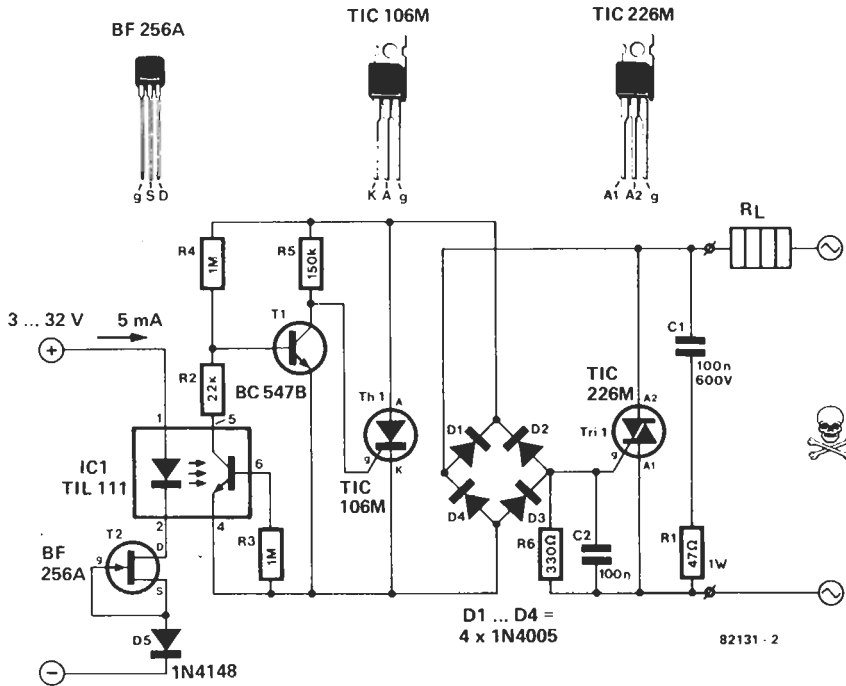 BF 256A
TIC 106M
TIC 226M
g S D
K A g
A1 A2 g
RL
R4
1M
R5
150k
3 ... 32 V
5 mA
+
T1
C1
100n
600V
R2
22k
BC 547B
TIC
226M
Th 1
A
A2
1
5
D1
D2
Tri 1
g
g
K
A1
IC1
TIL 111
6
TIC
106M
D4
D3
2
4
R3
1M
R6
330Ω
C2
100n
R1
47Ω
1W
T2
BF
256A
D
g
S
D1 ... D4 =
4 x 1N4005
82131 - 2
D5
1N4148
−